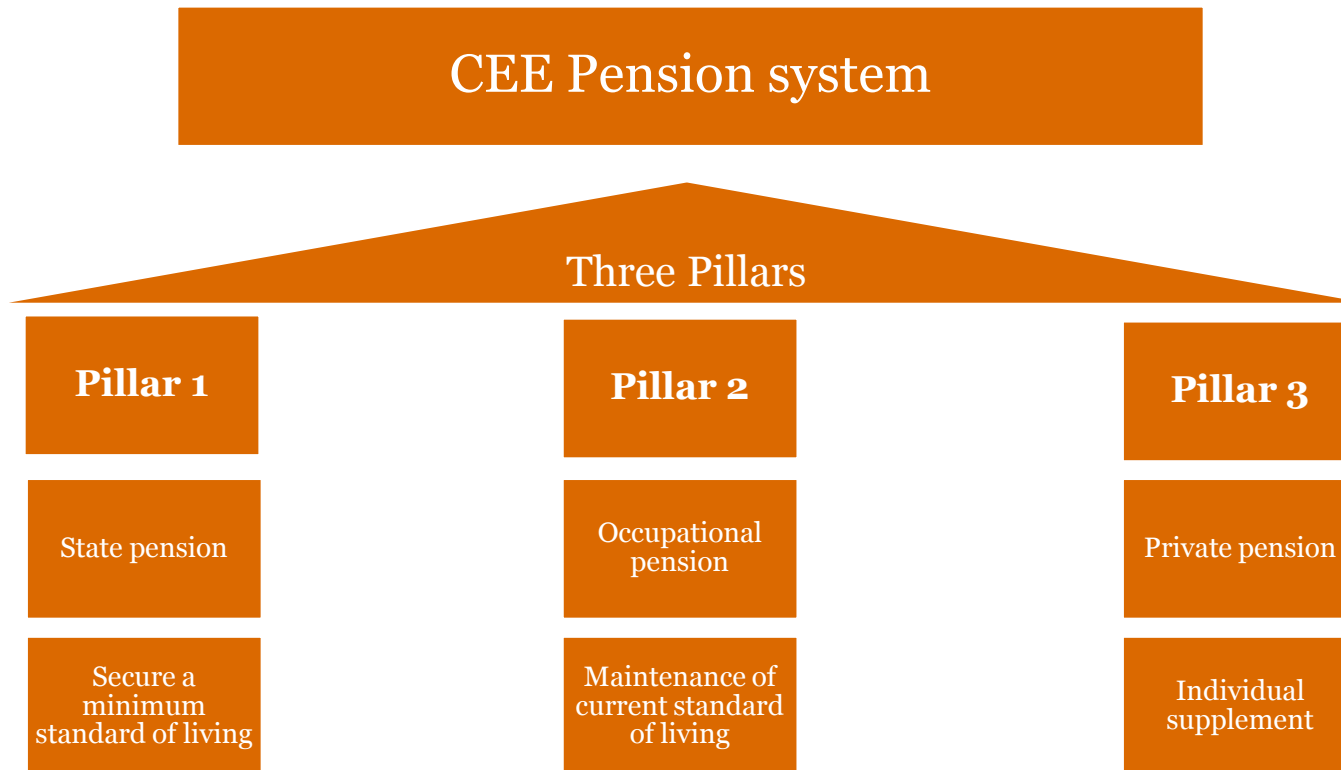 CEE Pension system
Three Pillars
Pillar 1
Pillar 2
Pillar 3
State pension
Occupational
pension
Private pension
Secure a
minimum
standard of living
Maintenance of
current standard
of living
Individual
supplement